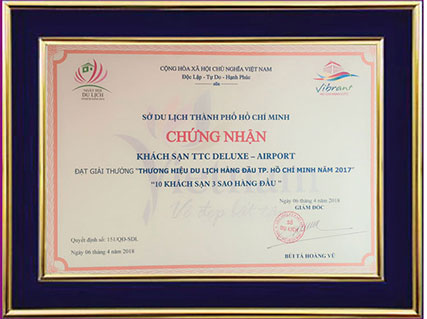 CỘNG HÒA XÃ HỘI CHỦ NGHĨA VIỆT NAM
Độc Lập - Tự Do - Hạnh Phúc
DU LỊCH
Vibrant
SỞ DU LỊCH THÀNH PHỐ HỒ CHÍ MINH
CHỨNG NHẬN
KHÁCH SẠN TTC DELUXE – AIRPORT
ĐẠT GIẢI THƯỞNG "THƯƠNG HIỆU DU LỊCH HÀNG ĐẦU TP. HỒ CHÍ MINH NĂM 2017"
"10 KHÁCH SẠN 3 SAO HÀNG ĐẦU "
Ngày 06 tháng 4 năm 2018
GIÁM ĐỐC
Quyết định số: 151/QĐ-SDL
Ngày 06 tháng 4 năm 2018
BÙI TÁ HOÀNG VŨ